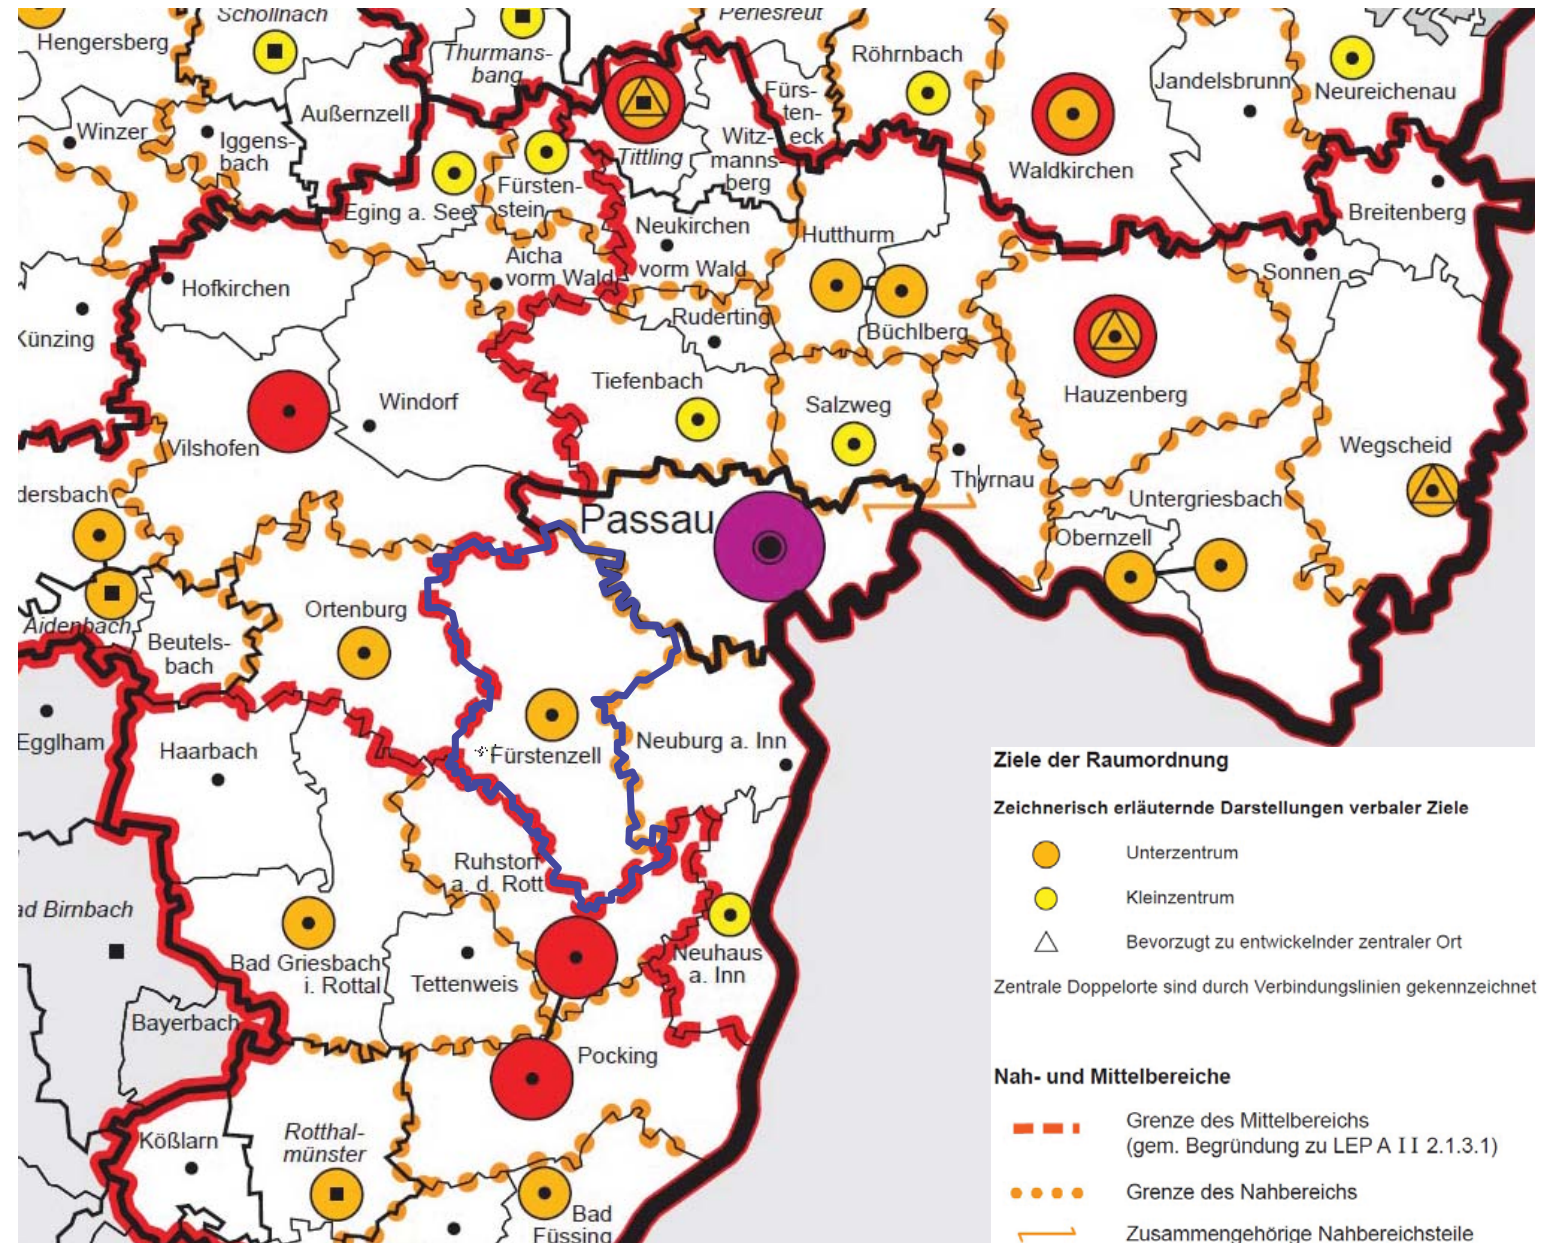 Schöllnach
Perlesreut
Hengersberg
Thurmans-
bang
Röhrnbach
Jandelsbrunn
Neureichenau
Außernzell
Fürs-
ten-
eck
Winzer
Iggens-
bach
Witz-
manns-
berg
Tittling
Waldkirchen
Fürsten-
stein
Eging a. See
Breitenberg
Neukirchen
vorm Wald
Hutthurm
Aicha
vorm Wald
Sonnen
Hofkirchen
Ruderting
Büchlberg
Künzing
Tiefenbach
Hauzenberg
Windorf
Salzweg
Vilshofen
Wegscheid
Thyrnau
dersbach
Untergriesbach
Passau
Obernzell
Ortenburg
Aidenbach
Beutels-
bach
Egglham
Haarbach
Fürstenzell
Neuburg a. Inn
Ruhstorf
a. d. Rott
ad Birnbach
Bad Griesbach
i. Rottal
Tettenweis
Neuhaus
a. Inn
Bayerbach
Pocking
Kößlarn
Rotthal-
münster
Bad
Füssing
Ziele der Raumordnung
Zeichnerisch erläuternde Darstellungen verbaler Ziele
Unterzentrum
Kleinzentrum
Bevorzugt zu entwickelnder zentraler Ort
Zentrale Doppelorte sind durch Verbindungslinien gekennzeichnet
Nah- und Mittelbereiche
Grenze des Mittelbereichs
(gem. Begründung zu LEP A II 2.1.3.1)
Grenze des Nahbereichs
Zusammengehörige Nahbereichsteile